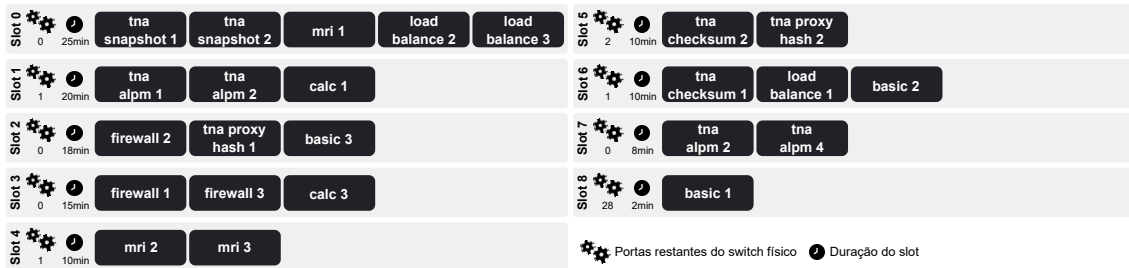 Slot 0
0
25min
tna
snapshot 1
tna
snapshot 2
mri 1
load
balance 2
load
balance 3
Slot 1
1
20min
tna
alpm 1
tna
alpm 2
calc 1
Slot 2
0
18min
firewall 2
tna proxy
hash 1
basic 3
Slot 3
0
15min
firewall 1
firewall 3
calc 3
Slot 4
1
10min
mri 2
mri 3
Slot 5
2
10min
tna
checksum 2
tna proxy
hash 2
Slot 6
1
10min
tna
checksum 1
load
balance 1
basic 2
Slot 7
0
8min
tna
alpm 2
tna
alpm 4
Slot 8
28
2min
basic 1
Portas restantes do switch físico
Duração do slot